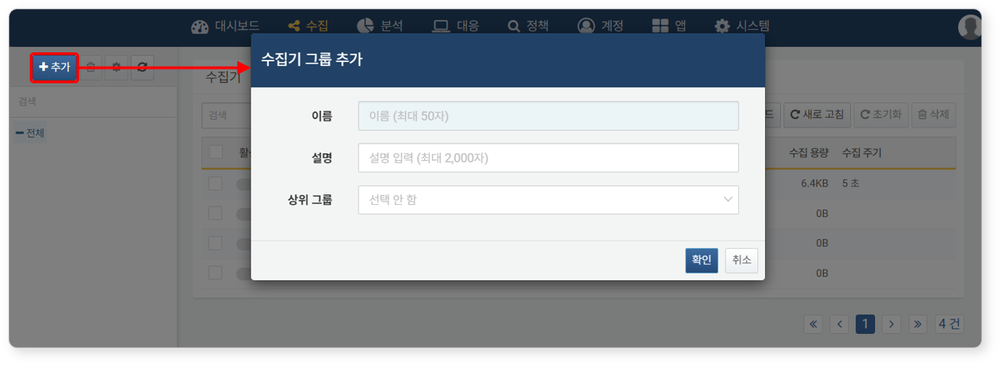 대시보드 수집 분석 대응 정책 계정 앱 시스템
추가
검색
전체
수집기
검색
새로 고침 초기화 삭제
수집 용량 수집 주기
6.4KB 5 초
0B
0B
0B
수집기 그룹 추가
이름 이름 (최대 50자)
설명 설명 입력 (최대 2,000자)
상위 그룹 선택 안 함
확인 취소
« ‹ 1 › » 4 건